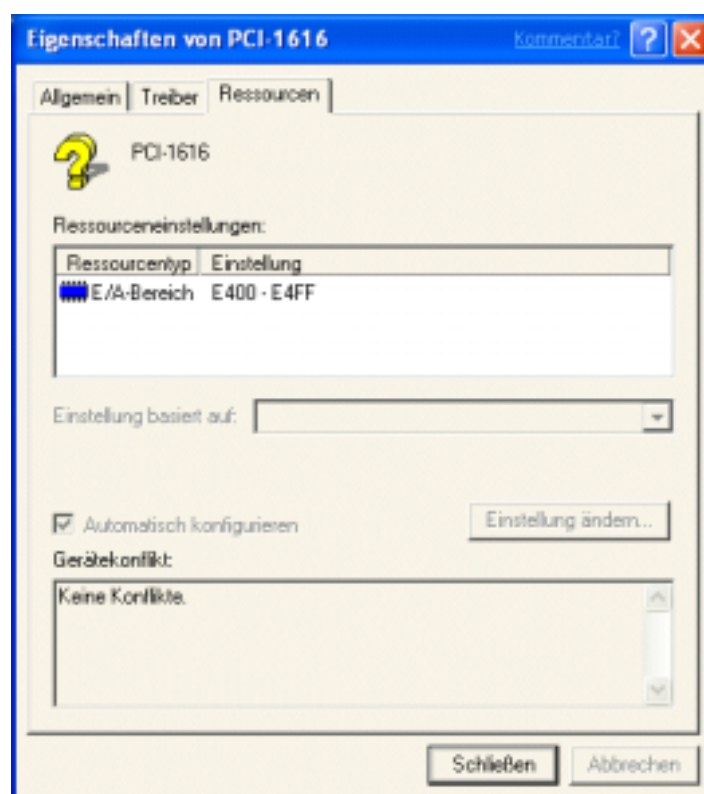 Eigenschaften von PCI-1616 Kommentar?
Allgemein Treiber Ressourcen
PCI-1616
Ressourceneinstellungen:
Ressourcentyp Einstellung
E/A-Bereich E400 - E4FF
Einstellung basiert auf:
Automatisch konfigurieren Einstellung ändern...
Gerätekonflikt:
Keine Konflikte.
Schließen Abbrechen